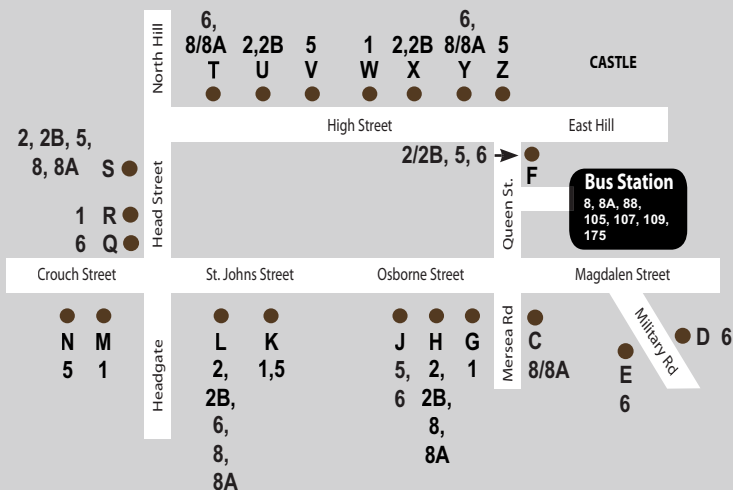 North Hill
6,
8/8A
T
2,2B
U
5
V
1
W
2,2B
X
6,
8/8A
Y
5
Z
CASTLE
High Street
East Hill
2, 2B, 5,
8, 8A S
1 R
6 Q
Head Street
2/2B, 5, 6
F
Queen St.
Bus Station
8, 8A, 88,
105, 107, 109,
175
Crouch Street
St. Johns Street
Osborne Street
Magdalen Street
N
5
M
1
Headgate
L
2,
2B,
6,
8,
8A
K
1,5
J
5,
6
H
2,
2B,
8,
8A
G
1
Mersea Rd
C
8/8A
E
6
Military Rd
D 6